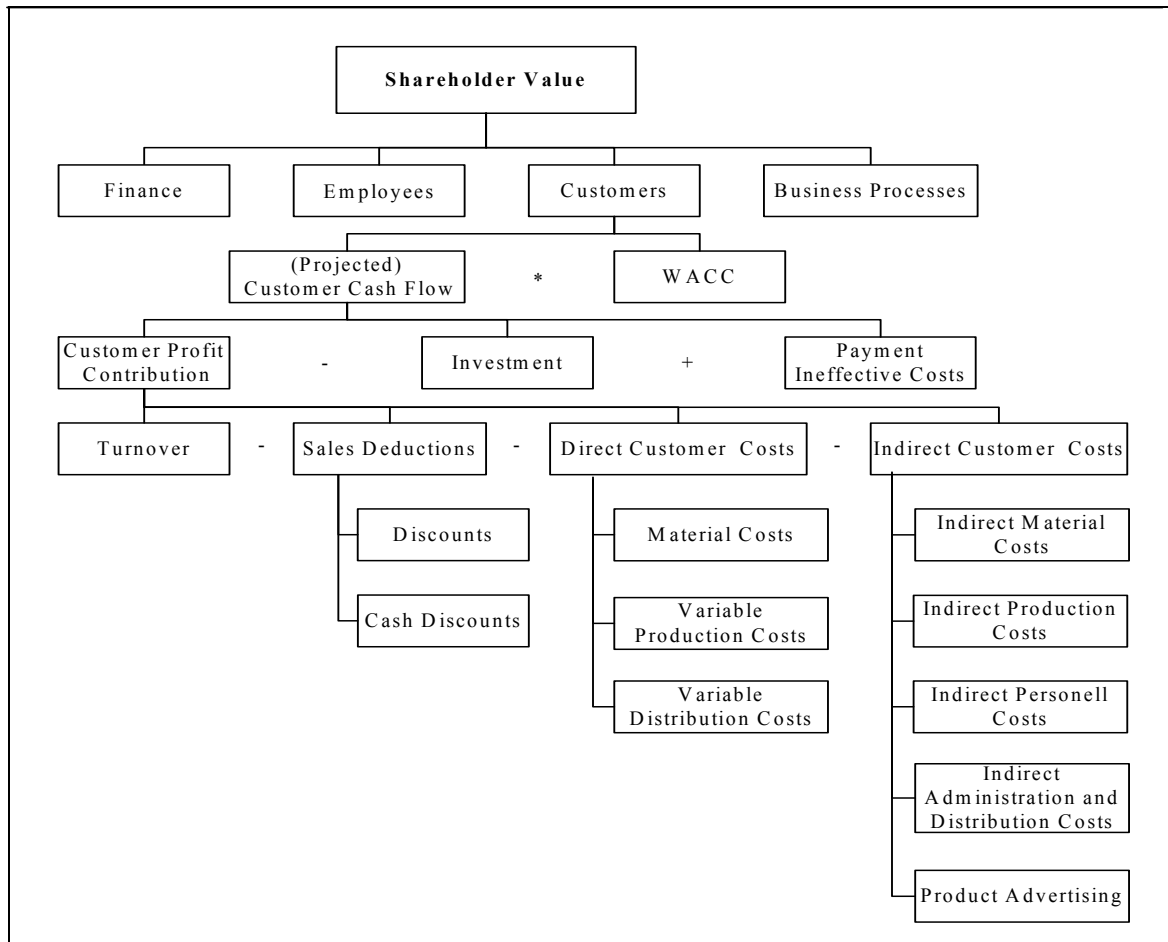 Shareholder Value
Finance
Employees
Customers
Business Processes
(Projected)
Customer Cash Flow
*
WACC
Customer Profit
Contribution
-
Investment
+
Payment
Ineffective Costs
Turnover
-
Sales Deductions
-
Direct Customer Costs
-
Indirect Customer Costs
Discounts
Material Costs
Indirect Material
Costs
Cash Discounts
Variable
Production Costs
Indirect Production
Costs
Variable
Distribution Costs
Indirect Personell
Costs
Indirect
Administration and
Distribution Costs
Product Advertising